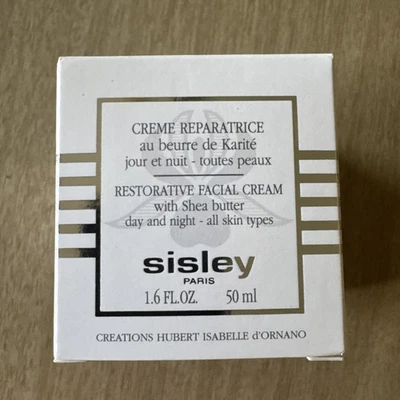 CREME REPARATRICE
au beurre de Karité
jour et nuit - toutes peaux
RESTORATIVE FACIAL CREAM
with Shea butter
day and night - all skin types
sisley
PARIS
1.6 FL.OZ. 50 ml
CREATIONS HUBERT ISABELLE d'ORNANO